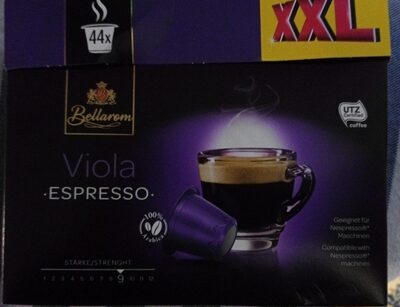 44x
XXL
Bellarom
UTZ
Certified
coffee
Viola
·ESPRESSO·
100%
Arabica
Geeignet für
Nespresso®
Maschinen
Compatible with
Nespresso®
machines
STÄRKE/STRENGHT
1 2 3 4 5 6 7 8 9 10 11 12